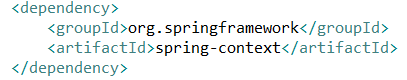 <dependency>
    <groupId>org.springframework</groupId>
    <artifactId>spring-context</artifactId>
</dependency>